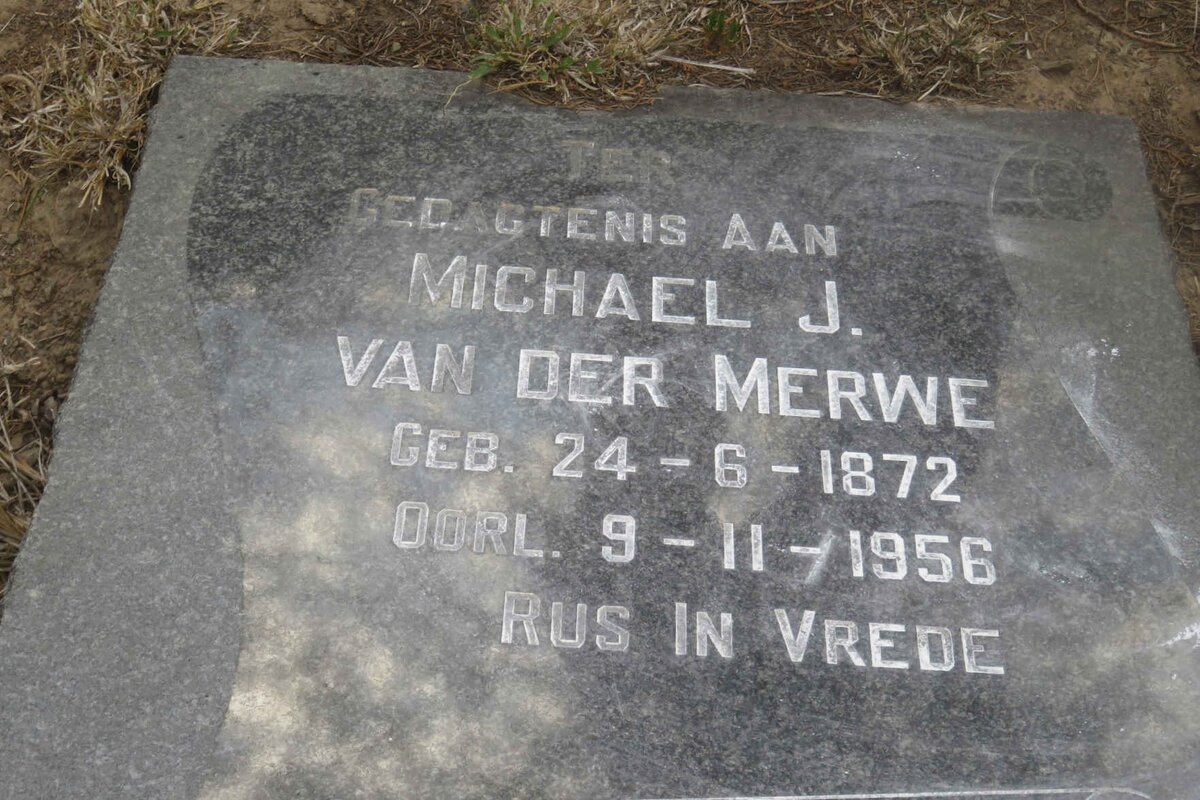 TER
GEDAGTENIS AAN
MICHAEL J.
VAN DER MERWE
GEB. 24-6-1872
OORL. 9-11-1956
RUS IN VREDE